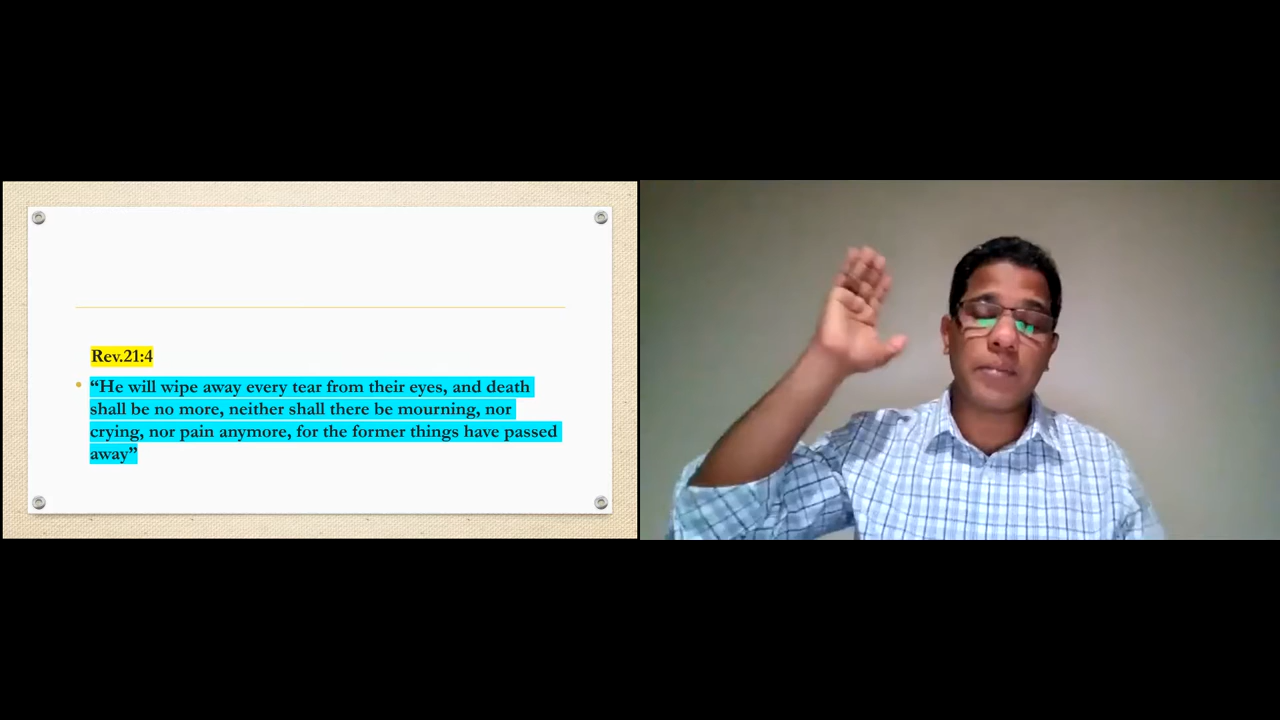 Rev.21:4
“He will wipe away every tear from their eyes, and death
shall be no more, neither shall there be mourning, nor
crying, nor pain anymore, for the former things have passed
away”